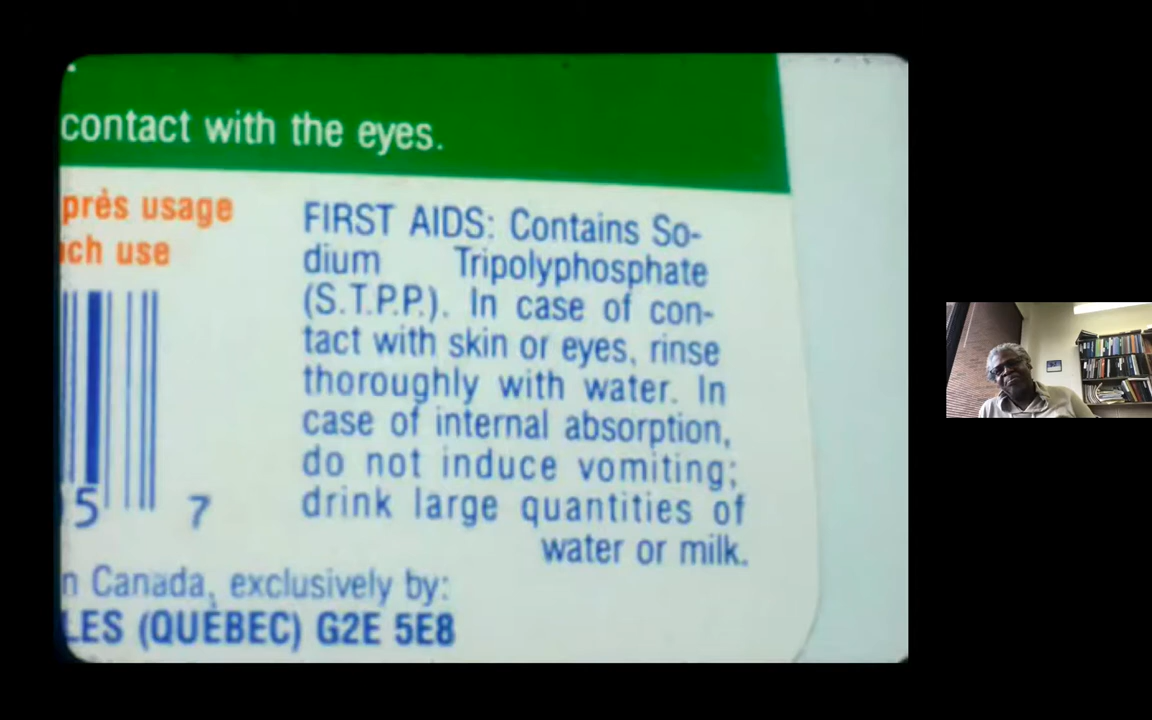 contact with the eyes.
près usage
ch use
FIRST AIDS: Contains So-
dium Tripolyphosphate
(S.T.P.P.). In case of con-
tact with skin or eyes, rinse
thoroughly with water. In
case of internal absorption,
do not induce vomiting;
drink large quantities of
water or milk.
5 7
n Canada, exclusively by:
LES (QUÉBEC) G2E 5E8